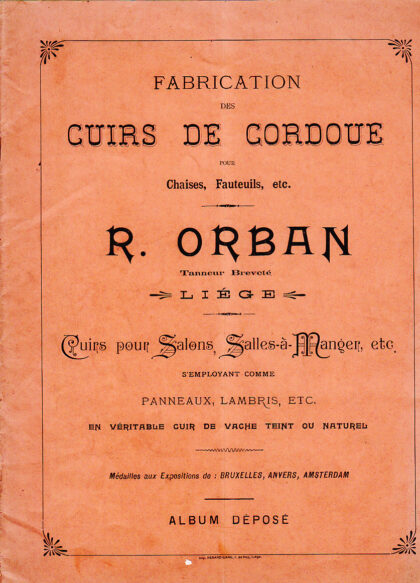 FABRICATION
DES
CUIRS DE CORDOUE
POUR
Chaises, Fauteuils, etc.
R. ORBAN
Tanneur Breveté
LIÉGE
Cuirs pour Salons, Salles-à-Manger, etc
S'EMPLOYANT COMME
PANNEAUX, LAMBRIS, ETC.
EN VÉRITABLE CUIR DE VACHE TEINT OU NATUREL
Médailles aux Expositions de : BRUXELLES, ANVERS, AMSTERDAM
ALBUM DÉPOSÉ